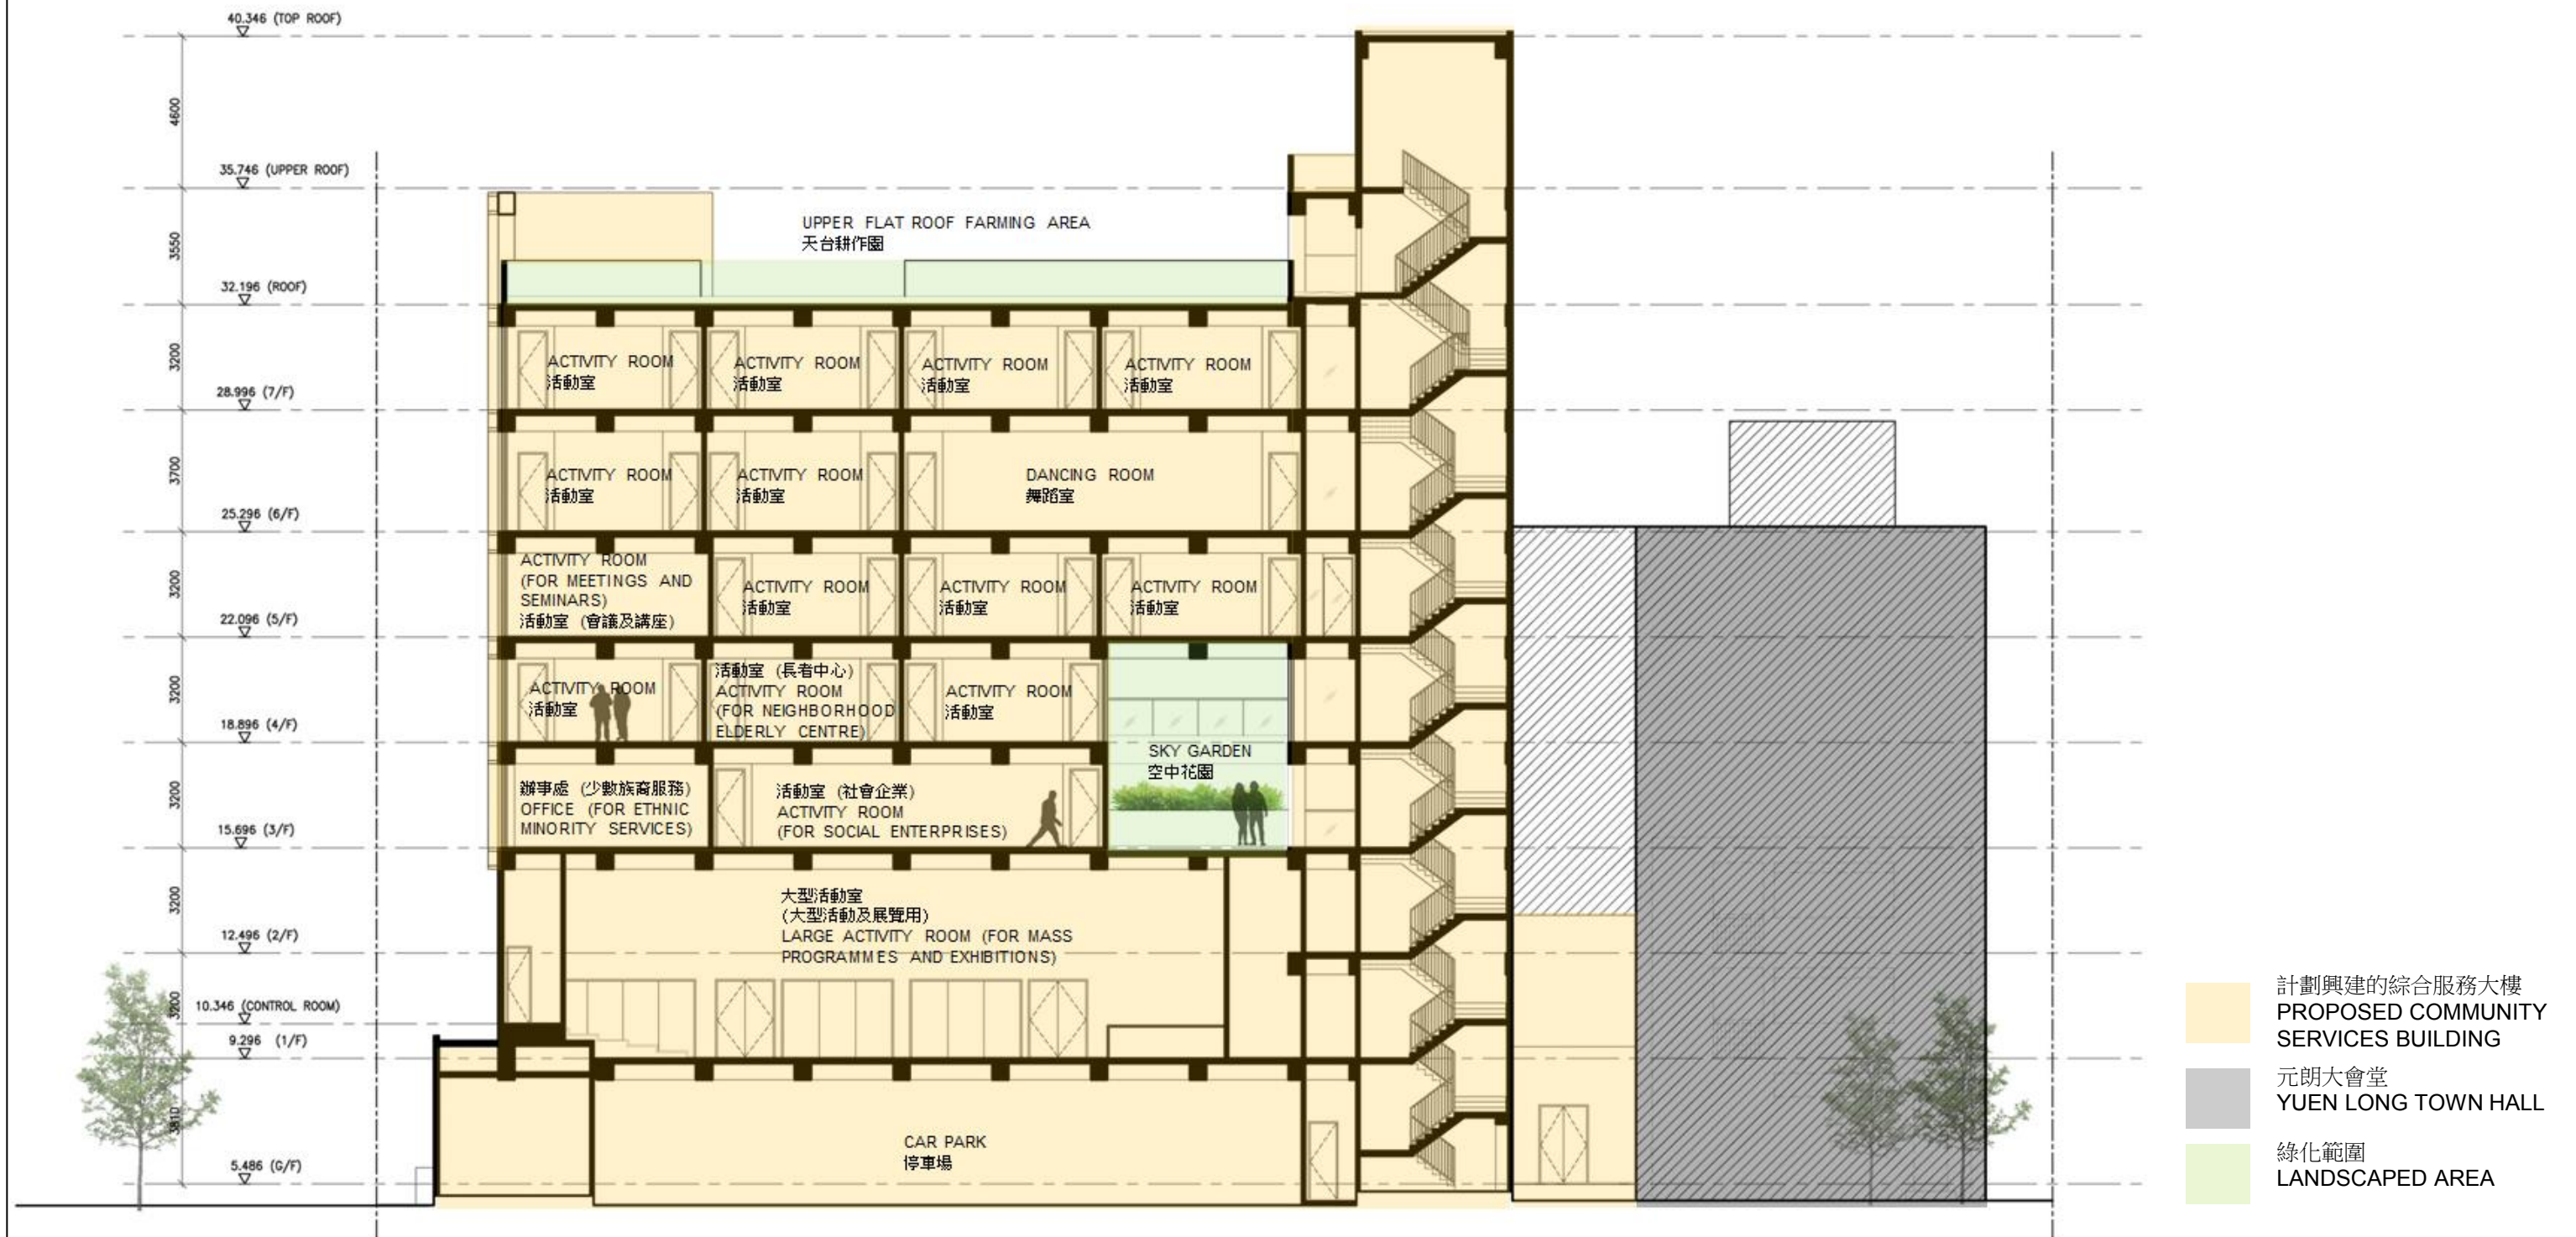 40.346 (TOP ROOF)
4600
35.746 (UPPER ROOF)
3550
32.196 (ROOF)
3200
28.996 (7/F)
3700
25.296 (6/F)
3200
22.096 (5/F)
3200
18.896 (4/F)
3200
15.696 (3/F)
3200
12.496 (2/F)
3200
10.346 (CONTROL ROOM)
9.296 (1/F)
3810
5.486 (G/F)
UPPER FLAT ROOF FARMING AREA
天台耕作園
ACTIVITY ROOM
活動室
ACTIVITY ROOM
活動室
ACTIVITY ROOM
活動室
ACTIVITY ROOM
活動室
ACTIVITY ROOM
活動室
ACTIVITY ROOM
活動室
DANCING ROOM
舞蹈室
ACTIVITY ROOM
(FOR MEETINGS AND
SEMINARS)
活動室 (會議及講座)
ACTIVITY ROOM
活動室
ACTIVITY ROOM
活動室
ACTIVITY ROOM
活動室
ACTIVITY ROOM
活動室
活動室 (長者中心)
ACTIVITY ROOM
(FOR NEIGHBORHOOD
ELDERLY CENTRE)
ACTIVITY ROOM
活動室
SKY GARDEN
空中花園
辦事處 (少數族裔服務)
OFFICE (FOR ETHNIC
MINORITY SERVICES)
活動室 (社會企業)
ACTIVITY ROOM
(FOR SOCIAL ENTERPRISES)
大型活動室
(大型活動及展覽用)
LARGE ACTIVITY ROOM (FOR MASS
PROGRAMMES AND EXHIBITIONS)
CAR PARK
停車場
計劃興建的綜合服務大樓
PROPOSED COMMUNITY
SERVICES BUILDING
元朗大會堂
YUEN LONG TOWN HALL
綠化範圍
LANDSCAPED AREA